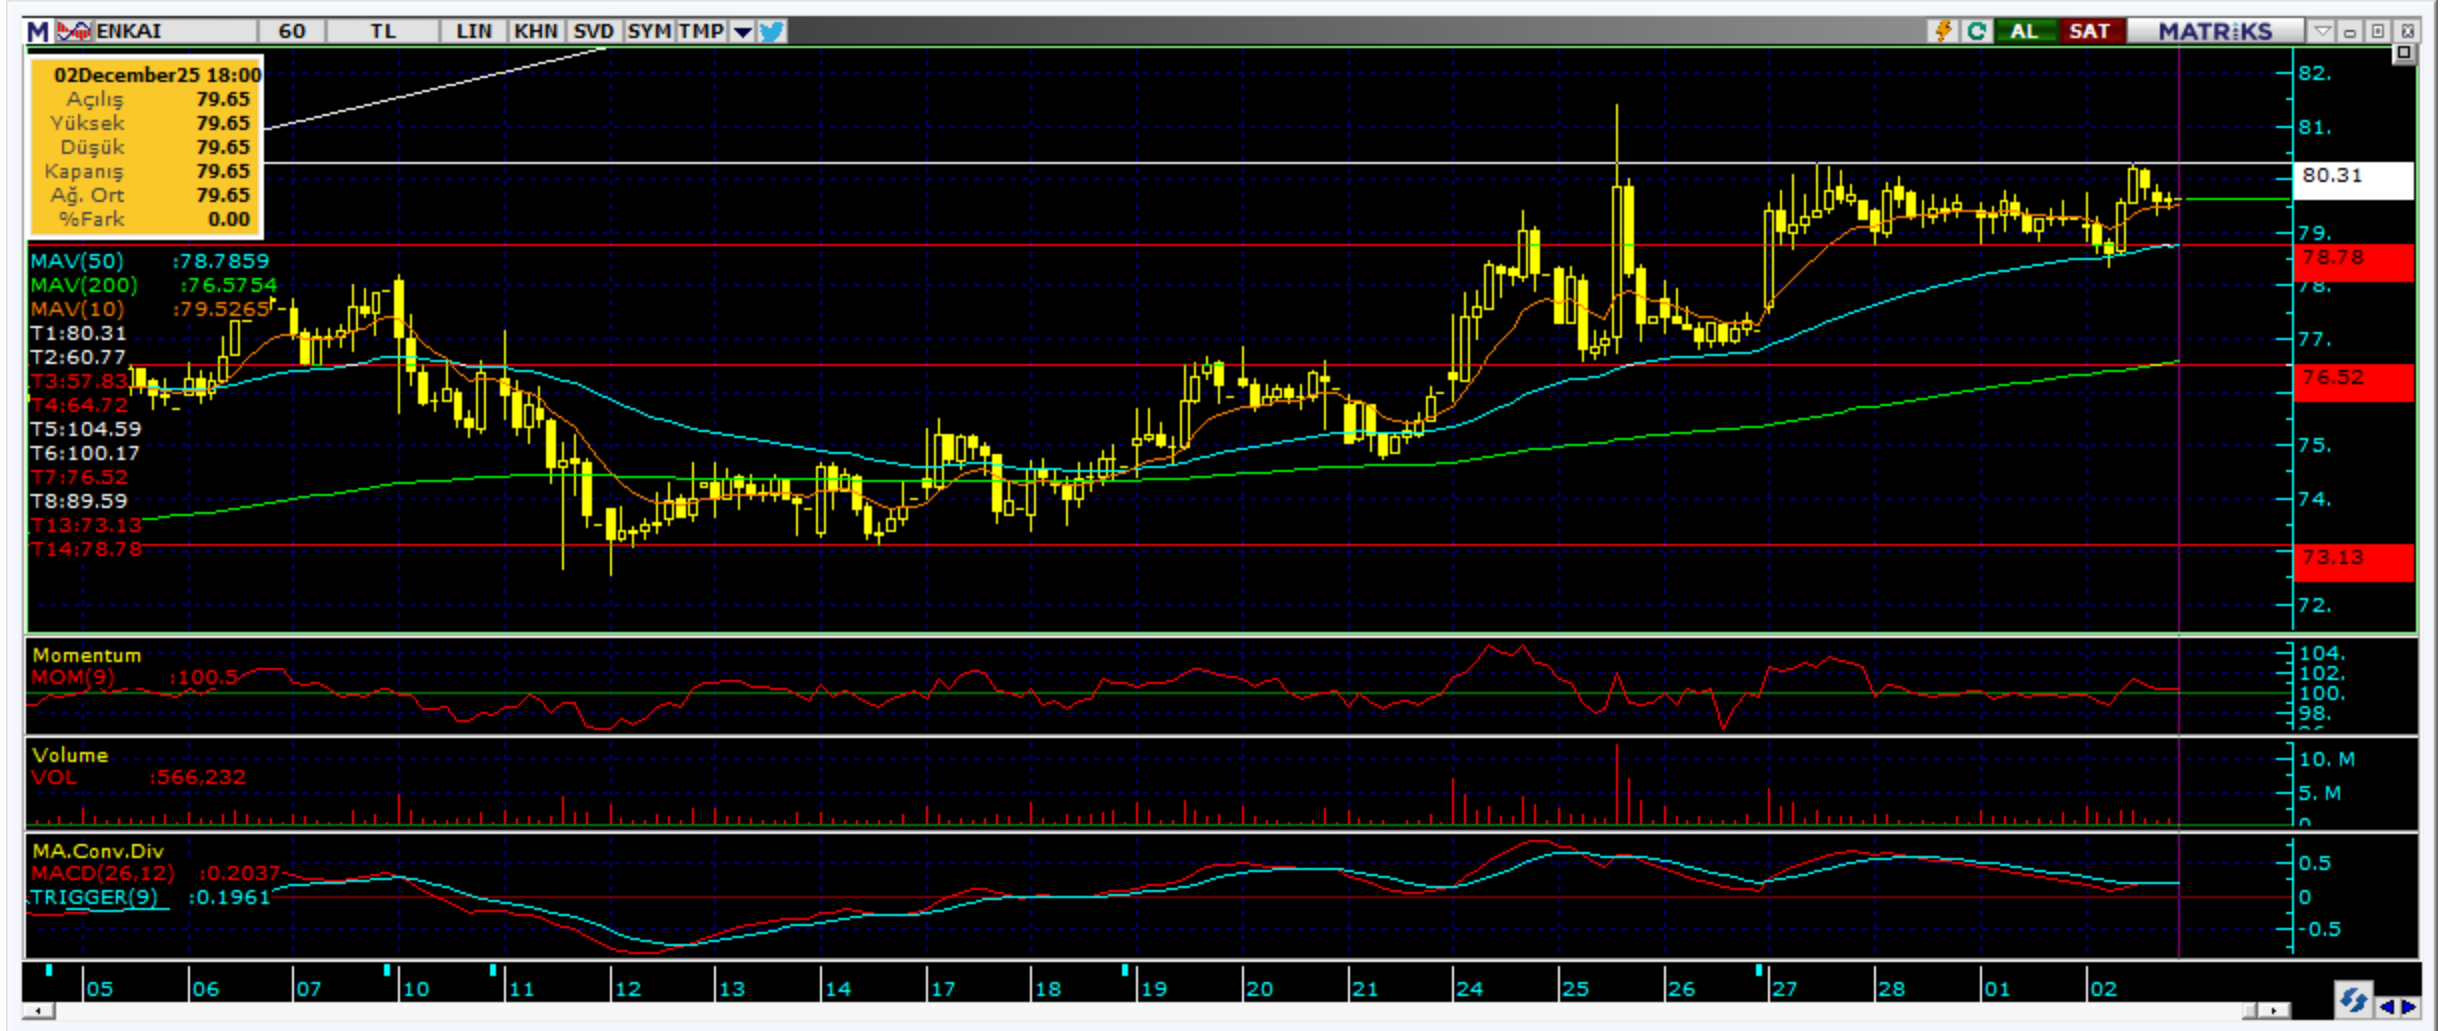 M ENKAI 60 TL LIN KHN SVD SYM TMP AL SAT MATRiKS
02December25 18:00
Açılış 79.65
Yüksek 79.65
Düşük 79.65
Kapanış 79.65
Ağ. Ort 79.65
%Fark 0.00
MAV(50) :78.7859
MAV(200) :76.5754
MAV(10) :79.5265
T1:80.31
T2:60.77
T3:57.83
T4:64.72
T5:104.59
T6:100.17
T7:76.52
T8:89.59
T13:73.13
T14:78.78
82.
81.
80.31
79.
78.78
78.
77.
76.52
75.
74.
73.13
72.
Momentum
MOM(9) :100.5
104.
102.
100.
98.
Volume
VOL :566,232
10. M
5. M
0
MA.Conv.Div
MACD(26,12) :0.2037
TRIGGER(9) :0.1961
0.5
0
-0.5
05 06 07 10 11 12 13 14 17 18 19 20 21 24 25 26 27 28 01 02